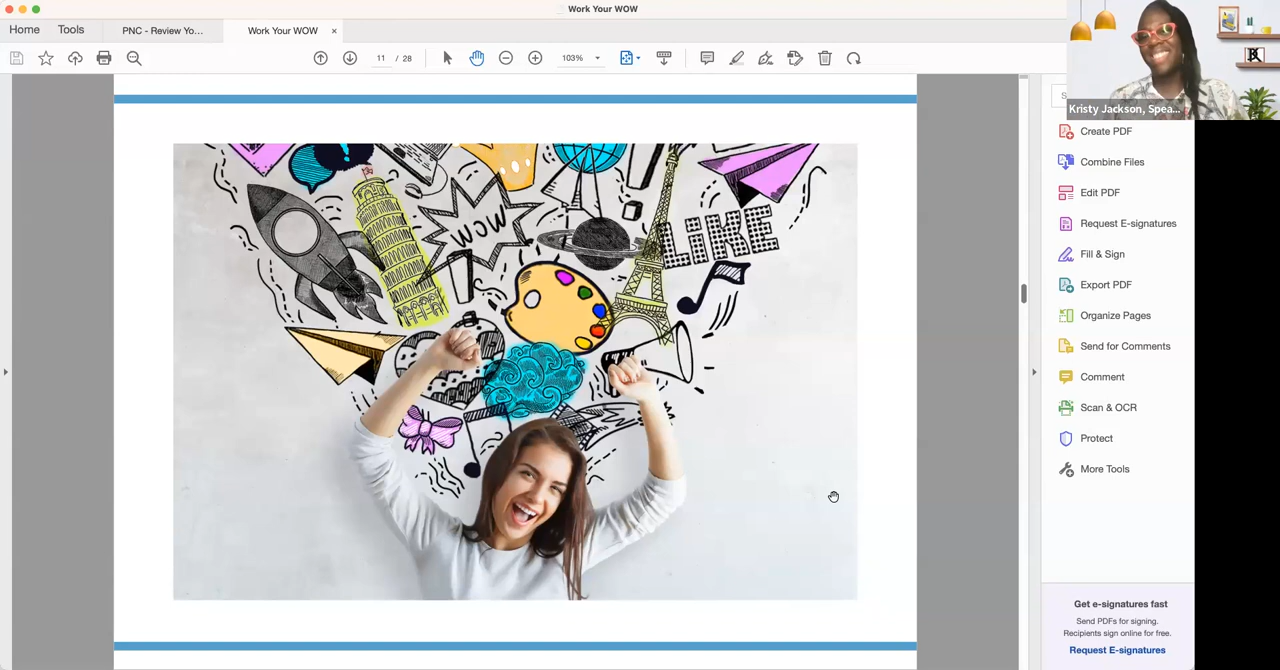 Work Your WOW
Home
Tools
PNC - Review Yo...
Work Your WOW
×
11 / 28
103%
Kristy Jackson, Spea...
Create PDF
Combine Files
Edit PDF
Request E-signatures
Fill & Sign
Export PDF
Organize Pages
Send for Comments
Comment
Scan & OCR
Protect
More Tools
WOW
LiKE
Get e-signatures fast
Send PDFs for signing.
Recipients sign online for free.
Request E-signatures